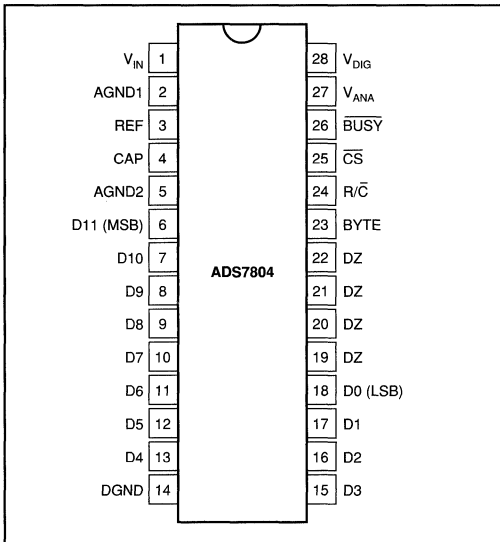 V_IN 1 28 V_DIG
AGND1 2 27 V_ANA
REF 3 26 B̅U̅S̅Y̅
CAP 4 25 C̅S̅
AGND2 5 24 R/C̅
D11 (MSB) 6 23 BYTE
D10 7 22 DZ
ADS7804
D9 8 21 DZ
D8 9 20 DZ
D7 10 19 DZ
D6 11 18 D0 (LSB)
D5 12 17 D1
D4 13 16 D2
DGND 14 15 D3